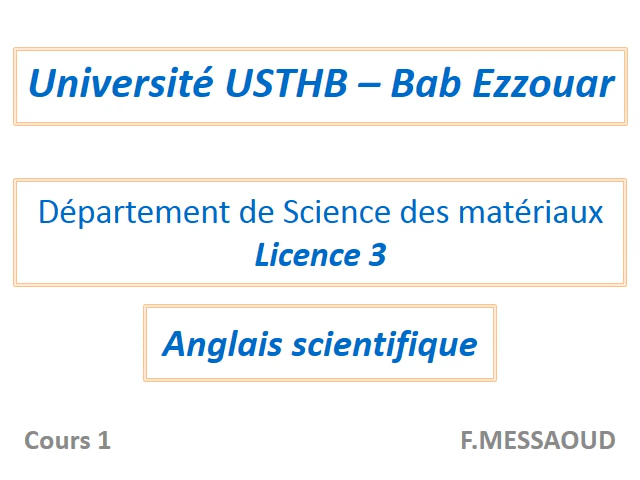 Université USTHB – Bab Ezzouar
Département de Science des matériaux
Licence 3
Anglais scientifique
Cours 1
F.MESSAOUD